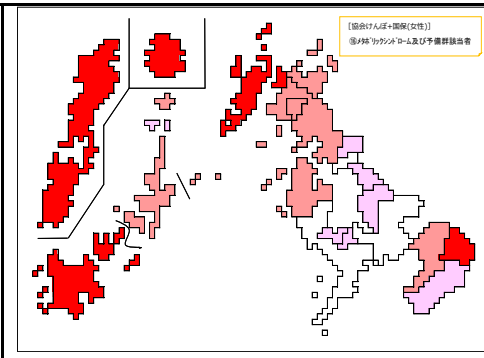 [協会けんぽ+国保(女性)]
⑯メタボリックシンドローム及び予備群該当者